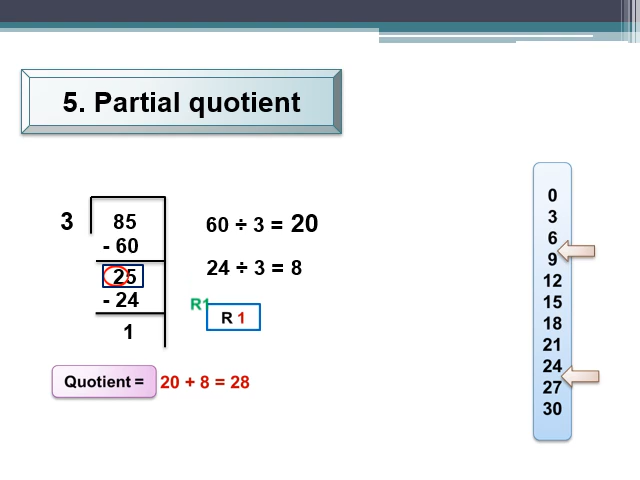 5. Partial quotient
3
85
- 60
25
- 24
1
60 ÷ 3 = 20
24 ÷ 3 = 8
R1
R 1
Quotient = 20 + 8 = 28
0
3
6
9
12
15
18
21
24
27
30